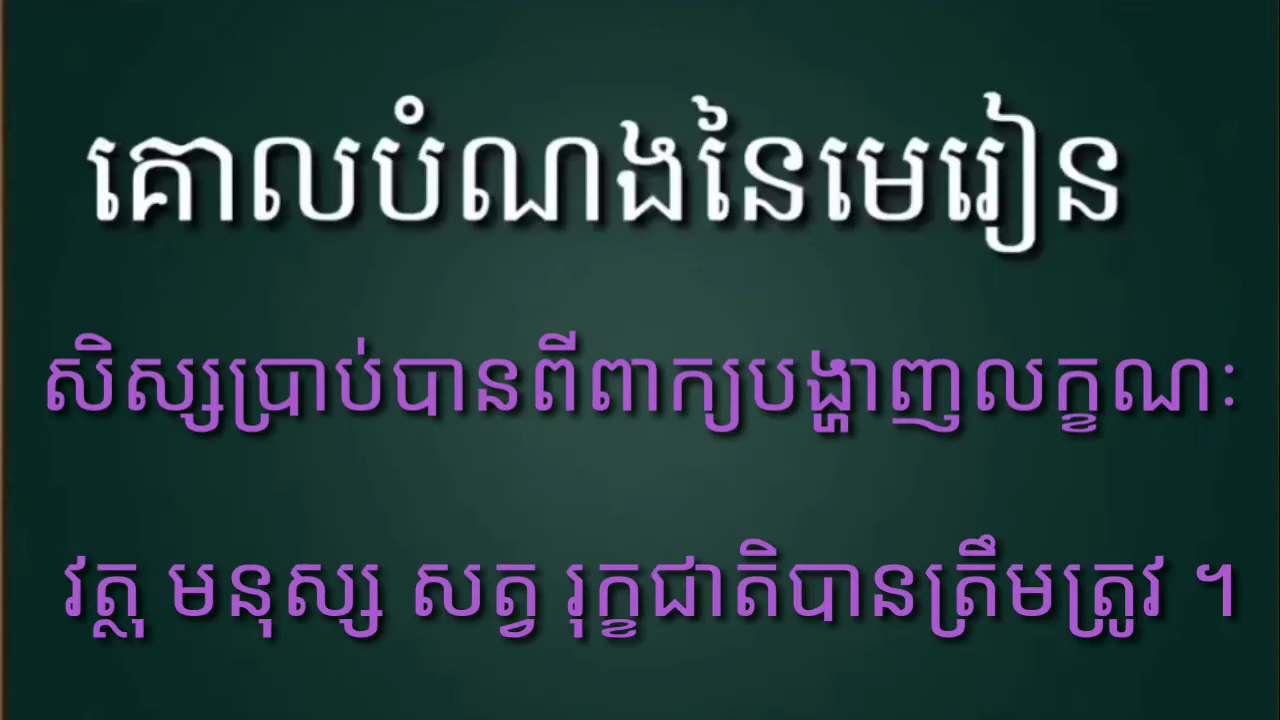 គោលបំណងនៃមេរៀន
សិស្សប្រាប់បានពីពាក្យបង្ហាញលក្ខណៈ
វត្ថុ មនុស្ស សត្វ រុក្ខជាតិបានត្រឹមត្រូវ ។